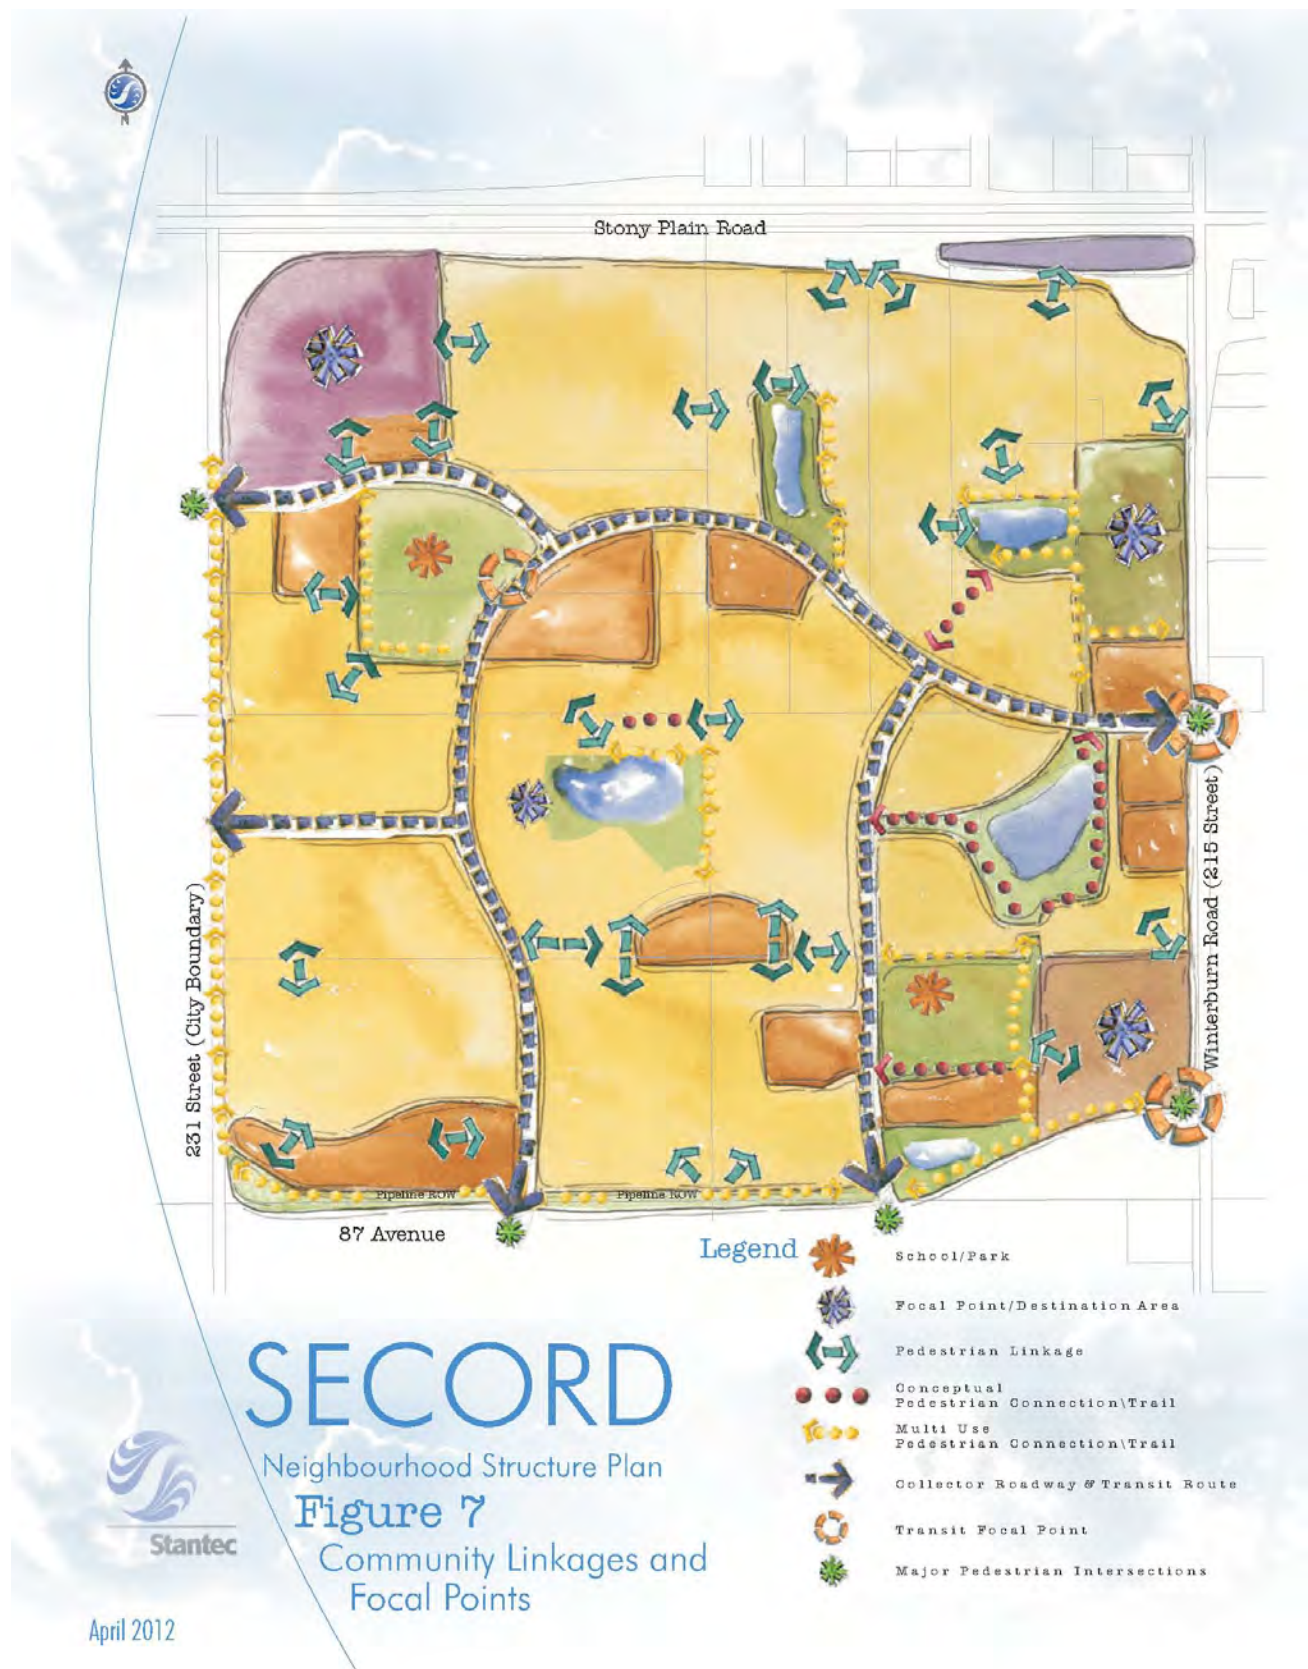 N
Stony Plain Road
231 Street (City Boundary)
Winterburn Road (215 Street)
Pipeline ROW
Pipeline ROW
87 Avenue
Legend
School/Park
Focal Point/Destination Area
Pedestrian Linkage
Conceptual
Pedestrian Connection\Trail
Multi Use
Pedestrian Connection\Trail
Collector Roadway & Transit Route
Transit Focal Point
Major Pedestrian Intersections
SECORD
Neighbourhood Structure Plan
Figure 7
Community Linkages and
Focal Points
Stantec
April 2012